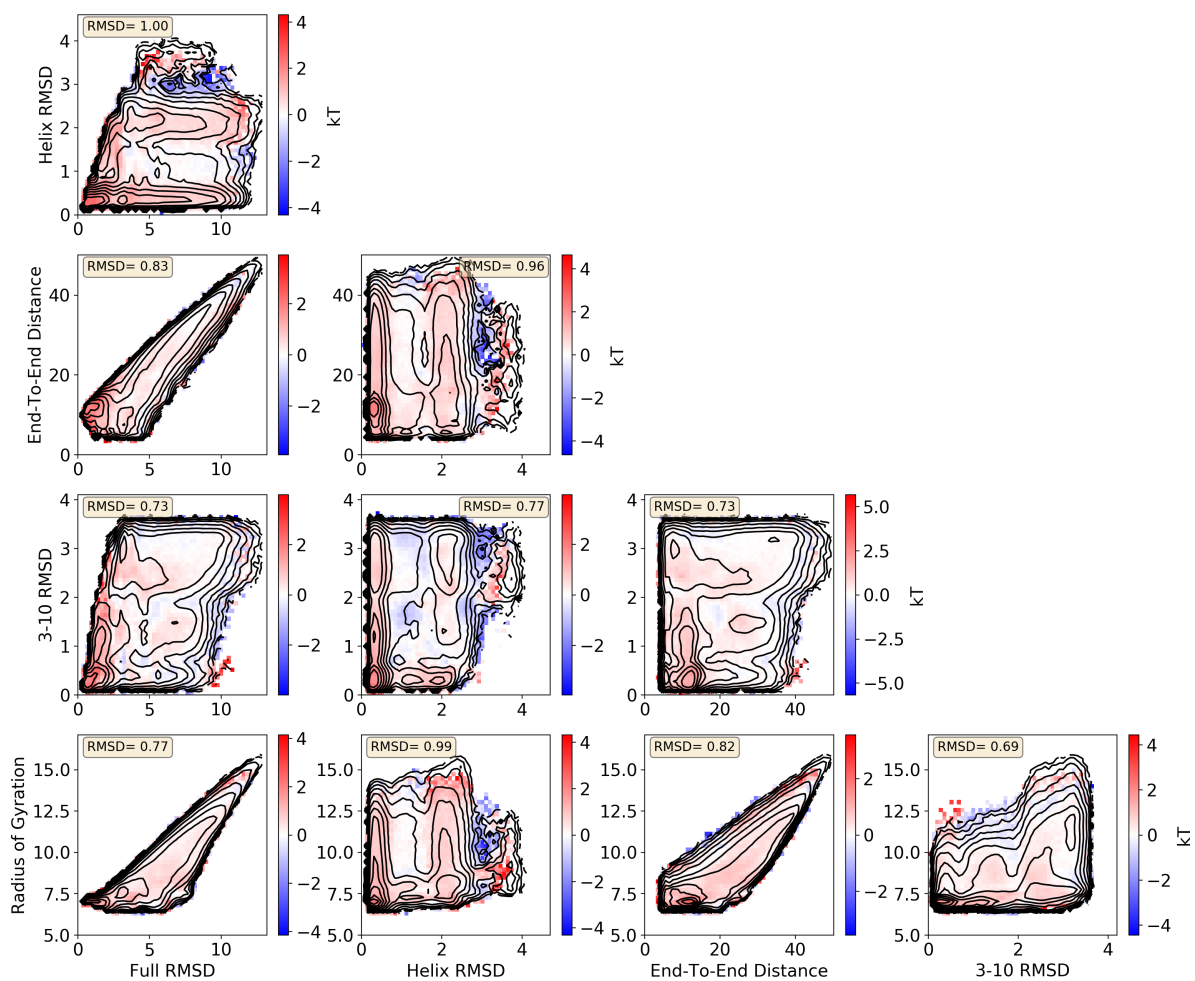 RMSD= 1.00
4
3
2
1
0
Helix RMSD
0 5 10
4
2
0
−2
−4
kT
RMSD= 0.83
40
20
0
End-To-End Distance
0 5 10
2
0
−2
RMSD= 0.96
40
20
0
0 2 4
4
2
0
−2
−4
kT
RMSD= 0.73
4
3
2
1
0
3-10 RMSD
0 5 10
2
0
−2
RMSD= 0.77
4
3
2
1
0
0 2 4
2
0
−2
RMSD= 0.73
4
3
2
1
0
0 20 40
5.0
2.5
0.0
−2.5
−5.0
kT
RMSD= 0.77
15.0
12.5
10.0
7.5
5.0
Radius of Gyration
0 5 10
Full RMSD
4
2
0
−2
−4
RMSD= 0.99
15.0
12.5
10.0
7.5
5.0
0 2 4
Helix RMSD
4
2
0
−2
−4
RMSD= 0.82
15.0
12.5
10.0
7.5
5.0
0 20 40
End-To-End Distance
2
0
−2
RMSD= 0.69
15.0
12.5
10.0
7.5
5.0
0 2 4
3-10 RMSD
4
2
0
−2
−4
kT